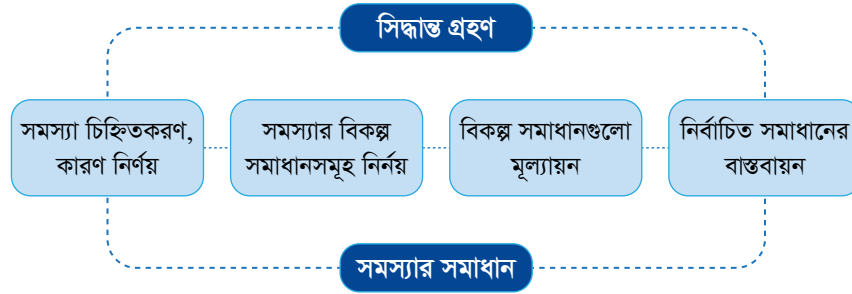 সিদ্ধান্ত গ্রহণ
সমস্যা চিহ্নিতকরণ,
কারণ নির্ণয়
সমস্যার বিকল্প
সমাধানসমূহ নির্নয়
বিকল্প সমাধানগুলো
মূল্যায়ন
নির্বাচিত সমাধানের
বাস্তবায়ন
সমস্যার সমাধান